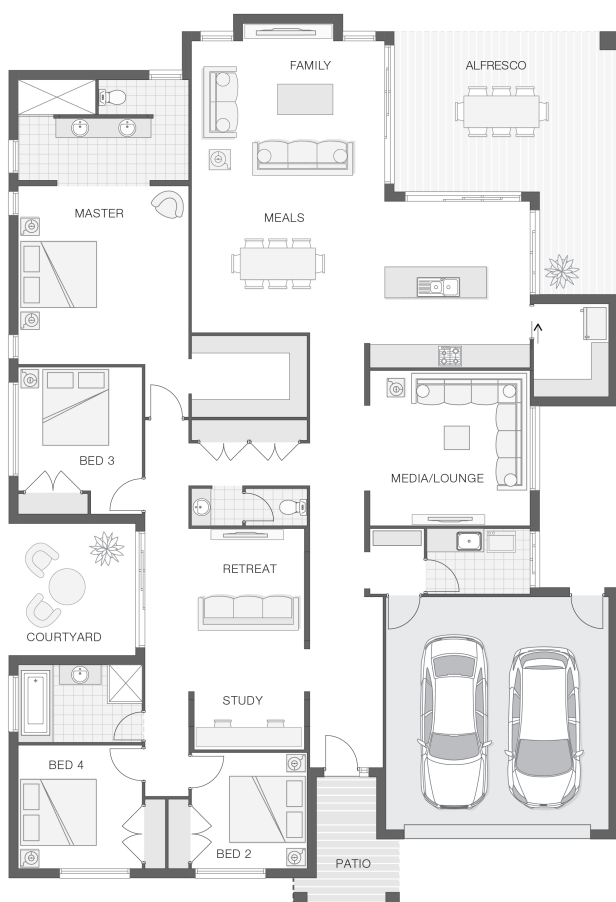 FAMILY
ALFRESCO
MASTER
MEALS
BED 3
MEDIA/LOUNGE
RETREAT
COURTYARD
STUDY
BED 4
BED 2
PATIO